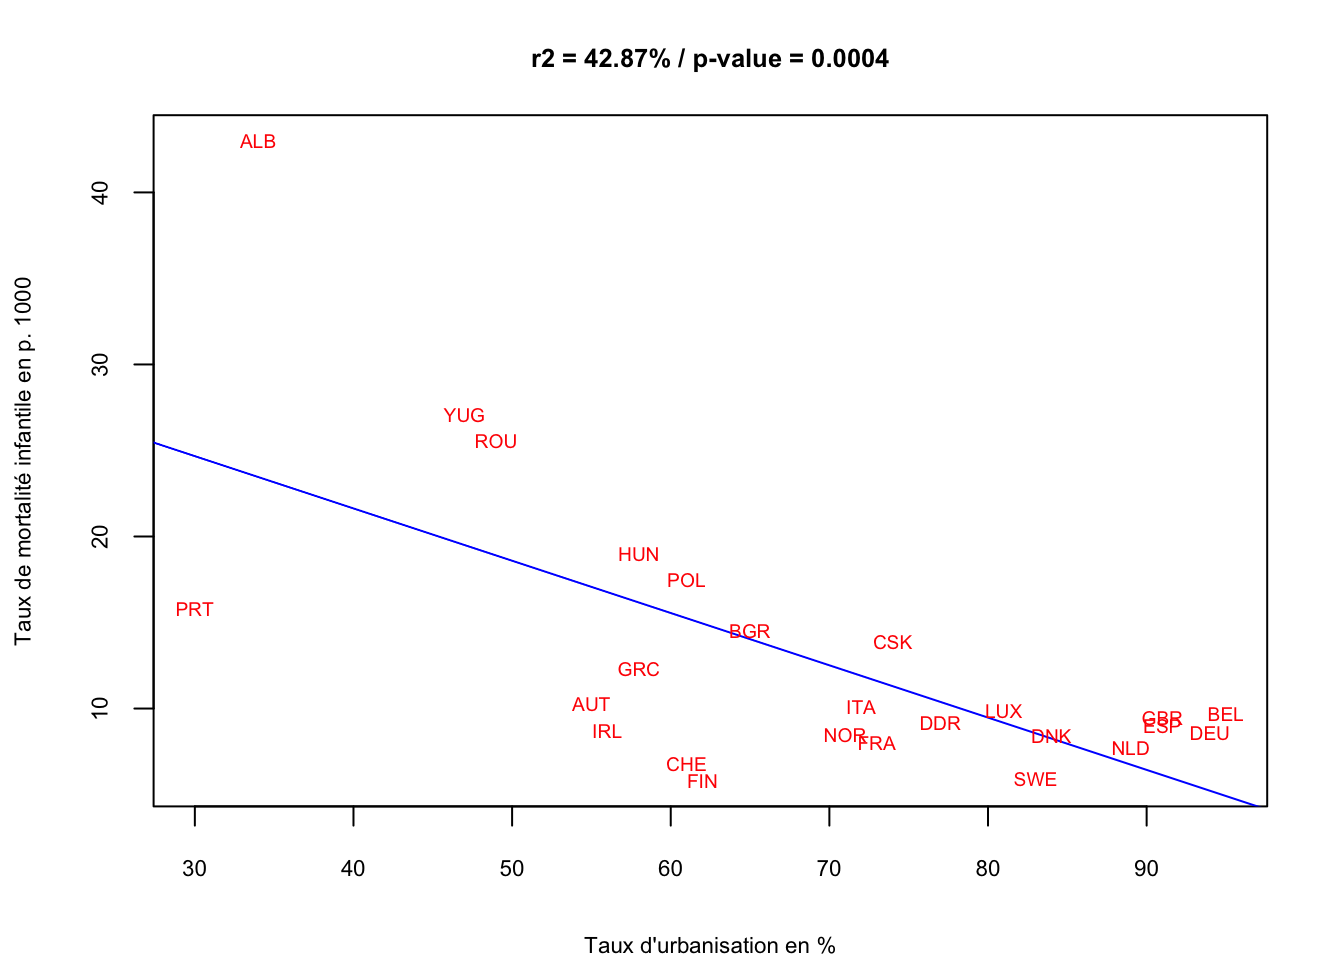 r2 = 42.87% / p-value = 0.0004
ALB
40
Taux de mortalité infantile en p. 1000
30
YUG
ROU
20
HUN
POL
PRT
BGR
CSK
GRC
AUT
ITA
LUX
BEL
10
GBR
ESP
DDR
IRL
NOR
DNK
DEU
FRA
NLD
CHE
SWE
FIN
30 40 50 60 70 80 90
Taux d'urbanisation en %